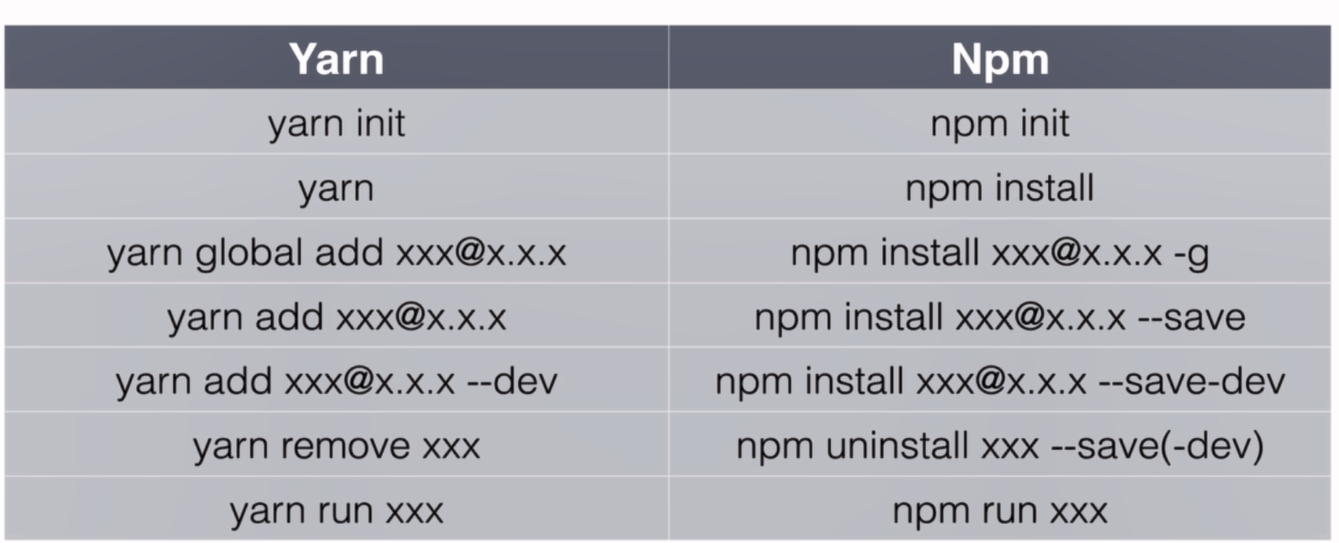 Yarn Npm
yarn init npm init
yarn npm install
yarn global add xxx@x.x.x npm install xxx@x.x.x -g
yarn add xxx@x.x.x npm install xxx@x.x.x --save
yarn add xxx@x.x.x --dev npm install xxx@x.x.x --save-dev
yarn remove xxx npm uninstall xxx --save(-dev)
yarn run xxx npm run xxx